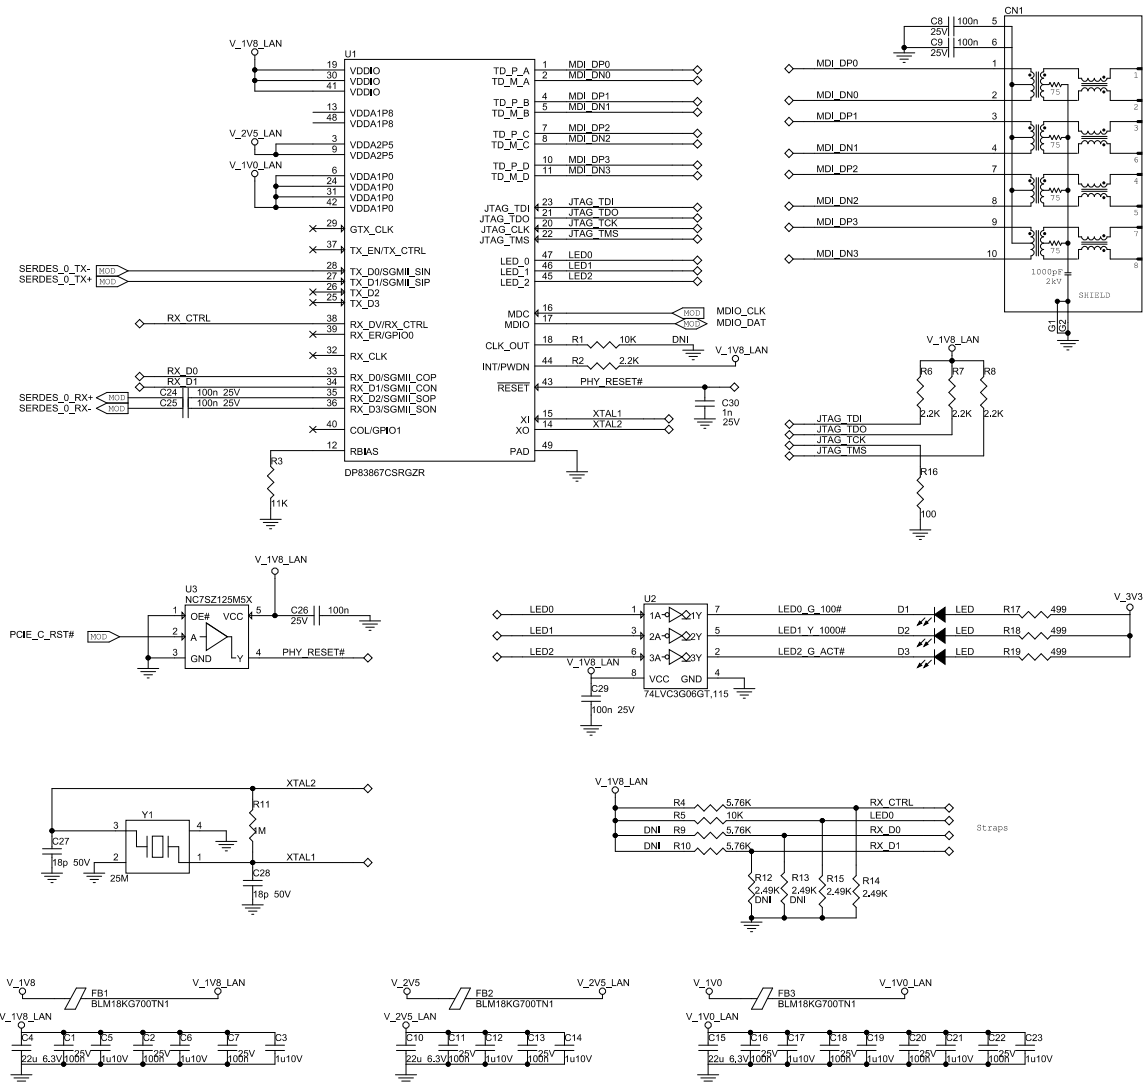 CN1
C8 100n 5
25V
C9 100n 6
25V
V_1V8_LAN
U1
19 VDDIO TD_P_A 1 MDI_DP0
30 VDDIO TD_M_A 2 MDI_DN0
41 VDDIO
13 VDDA1P8 TD_P_B 4 MDI_DP1
48 VDDA1P8 TD_M_B 5 MDI_DN1
V_2V5_LAN
3 VDDA2P5 TD_P_C 7 MDI_DP2
9 VDDA2P5 TD_M_C 8 MDI_DN2
V_1V0_LAN
6 VDDA1P0 TD_P_D 10 MDI_DP3
24 VDDA1P0 TD_M_D 11 MDI_DN3
31 VDDA1P0
42 VDDA1P0
JTAG_TDI 23 JTAG_TDI
JTAG_TDO 21 JTAG_TDO
29 GTX_CLK JTAG_CLK 20 JTAG_TCK
JTAG_TMS 22 JTAG_TMS
37 TX_EN/TX_CTRL
LED_0 47 LED0
SERDES_0_TX- MOD 28 TX_D0/SGMII_SIN LED_1 46 LED1
SERDES_0_TX+ MOD 27 TX_D1/SGMII_SIP LED_2 45 LED2
26 TX_D2
25 TX_D3
MDC 16 MOD MDIO_CLK
RX_CTRL 38 RX_DV/RX_CTRL MDIO 17 MOD MDIO_DAT
39 RX_ER/GPIO0
CLK_OUT 18 R1 10K DNI
V_1V8_LAN
32 RX_CLK
INT/PWDN 44 R2 2.2K
RX_D0 33 RX_D0/SGMII_COP
RX_D1 34 RX_D1/SGMII_CON RESET 43 PHY_RESET#
SERDES_0_RX+ MOD C24 100n 25V 35 RX_D2/SGMII_SOP
SERDES_0_RX- MOD C25 100n 25V 36 RX_D3/SGMII_SON
C30
1n
25V
XI 15 XTAL1
40 COL/GPIO1 XO 14 XTAL2
12 RBIAS PAD 49
R3
11K
DP83867CSRGZR
MDI_DP0 1 75 1
MDI_DN0 2 2
MDI_DP1 3 75 3
MDI_DN1 4 6
MDI_DP2 7 75 4
MDI_DN2 8 5
MDI_DP3 9 75 7
MDI_DN3 10 8
1000pF
2kV
SHIELD
G1 G2
V_1V8_LAN
R6 R7 R8
2.2K 2.2K 2.2K
JTAG_TDI
JTAG_TDO
JTAG_TCK
JTAG_TMS
R16
100
V_1V8_LAN
U3
NC7SZ125M5X
1 OE# VCC 5 C26 100n
25V
PCIE_C_RST# MOD 2 A
3 GND Y 4 PHY_RESET#
U2
V_3V3
LED0 1 1A 1Y 7 LED0_G_100# D1 LED R17 499
LED1 3 2A 2Y 5 LED1_Y_1000# D2 LED R18 499
LED2 6 3A 3Y 2 LED2_G_ACT# D3 LED R19 499
V_1V8_LAN
8 VCC GND 4
C29
100n 25V
74LVC3G06GT,115
XTAL2
R11
1M
Y1
3 4
2 1
25M
C27
18p 50V
XTAL1
C28
18p 50V
V_1V8_LAN
R4 5.76K RX_CTRL
R5 10K LED0
DNI R9 5.76K RX_D0
DNI R10 5.76K RX_D1
Straps
R12 R13 R15 R14
2.49K 2.49K 2.49K 2.49K
DNI DNI
V_1V8 FB1 V_1V8_LAN
BLM18KG700TN1
V_2V5 FB2 V_2V5_LAN
BLM18KG700TN1
V_1V0 FB3 V_1V0_LAN
BLM18KG700TN1
V_1V8_LAN
C4 C1 C5 C2 C6 C7 C3
25V 25V 25V
22u 6.3V 100n 1u10V 100n 1u10V 100n 1u10V
V_2V5_LAN
C10 C11 C12 C13 C14
25V 25V
22u 6.3V 100n 1u10V 100n 1u10V
V_1V0_LAN
C15 C16 C17 C18 C19 C20 C21 C22 C23
25V 25V 25V 25V
22u 6.3V 100n 1u10V 100n 1u10V 100n 1u10V 100n 1u10V